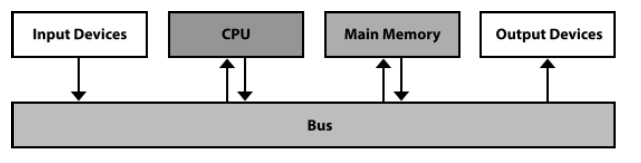 Input Devices
CPU
Main Memory
Output Devices
Bus